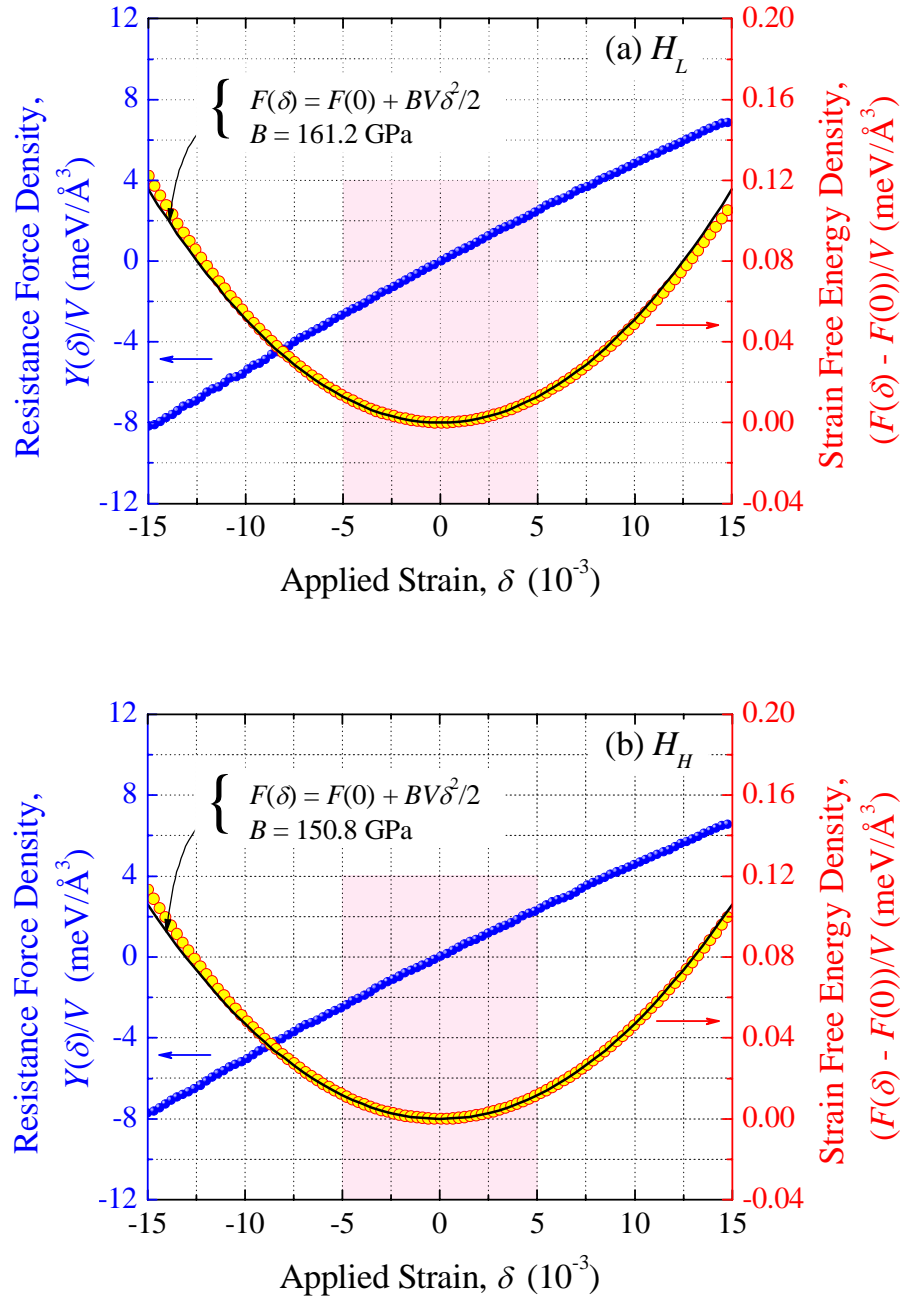 (a) H_L
F(δ) = F(0) + BVδ²/2
B = 161.2 GPa
{
Resistance Force Density,
Y(δ)/V (meV/Å³)
12
8
4
0
-4
-8
-12
0.20
0.16
0.12
0.08
0.04
0.00
-0.04
Strain Free Energy Density,
(F(δ) - F(0))/V (meV/Å³)
-15 -10 -5 0 5 10 15
Applied Strain, δ (10⁻³)
(b) H_H
F(δ) = F(0) + BVδ²/2
B = 150.8 GPa
{
Resistance Force Density,
Y(δ)/V (meV/Å³)
12
8
4
0
-4
-8
-12
0.20
0.16
0.12
0.08
0.04
0.00
-0.04
Strain Free Energy Density,
(F(δ) - F(0))/V (meV/Å³)
-15 -10 -5 0 5 10 15
Applied Strain, δ (10⁻³)